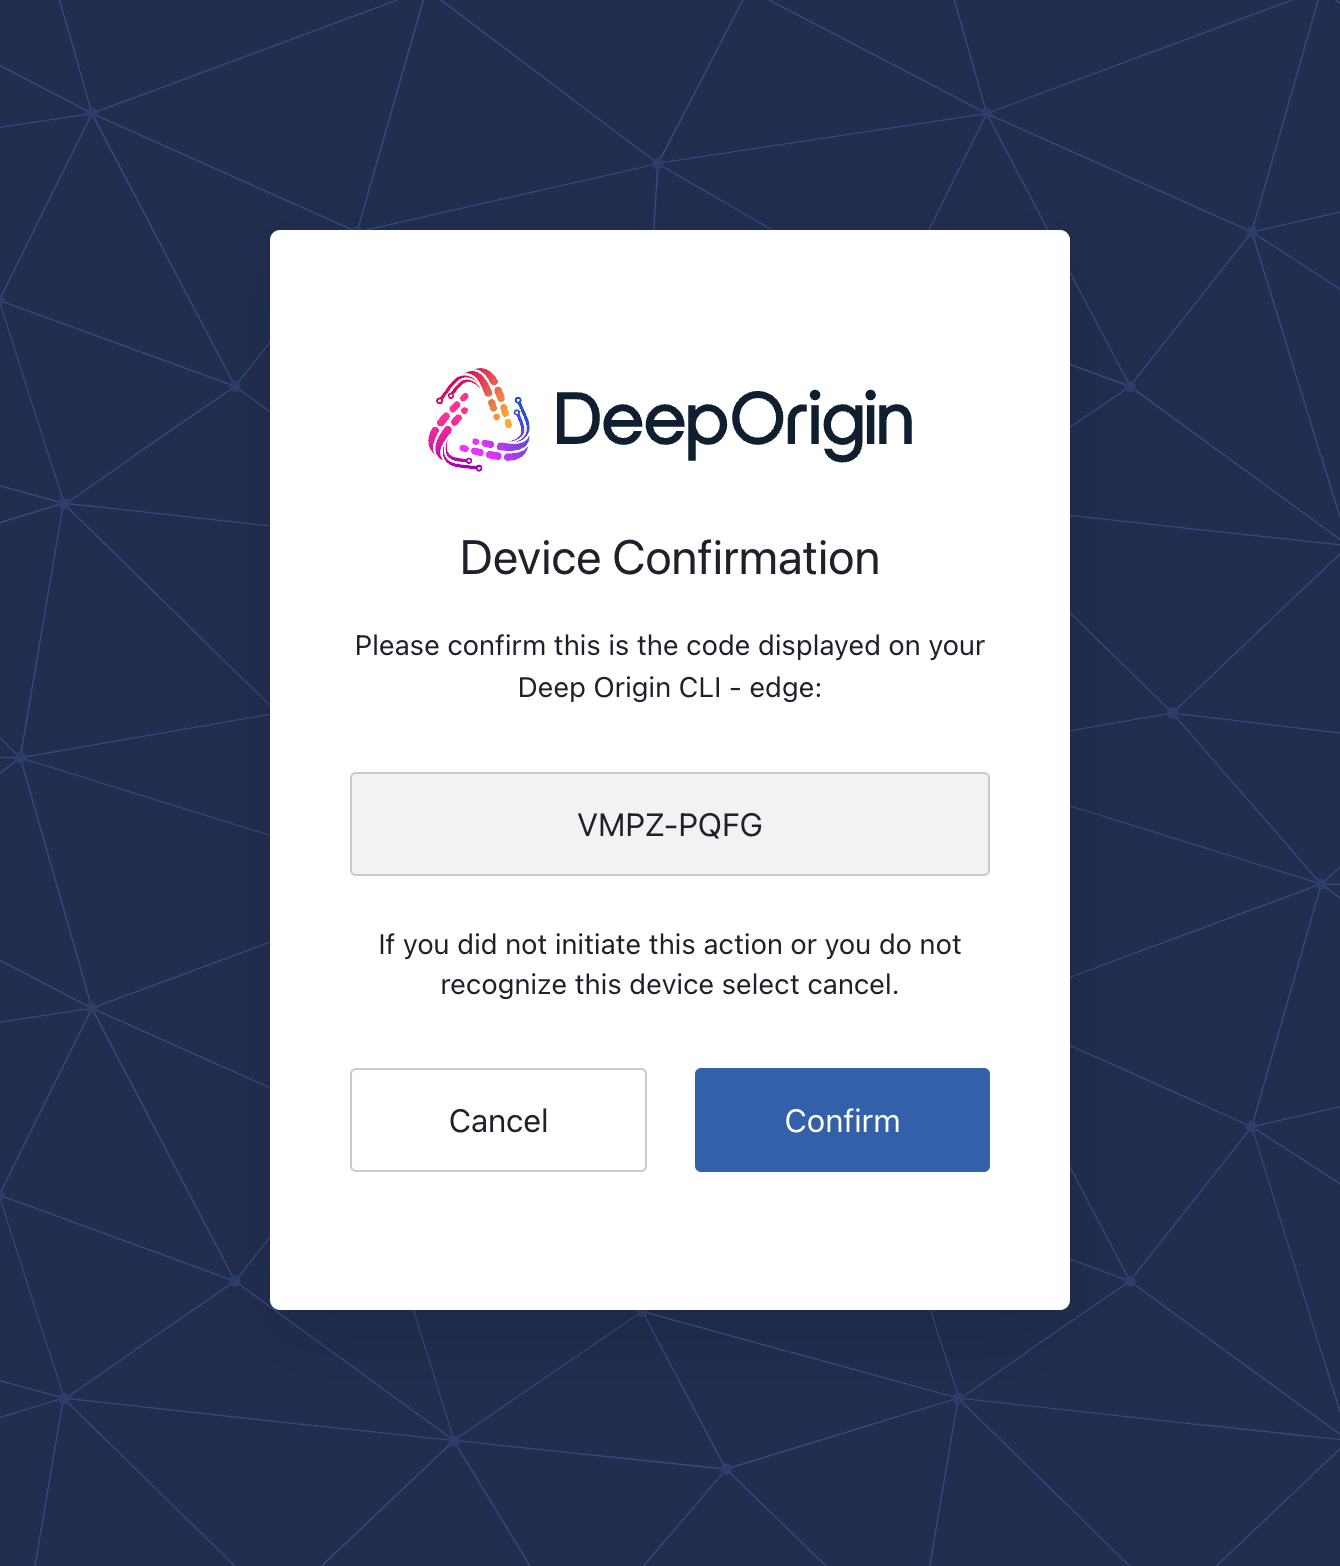 DeepOrigin
Device Confirmation
Please confirm this is the code displayed on your
Deep Origin CLI - edge:
VMPZ-PQFG
If you did not initiate this action or you do not
recognize this device select cancel.
Cancel
Confirm